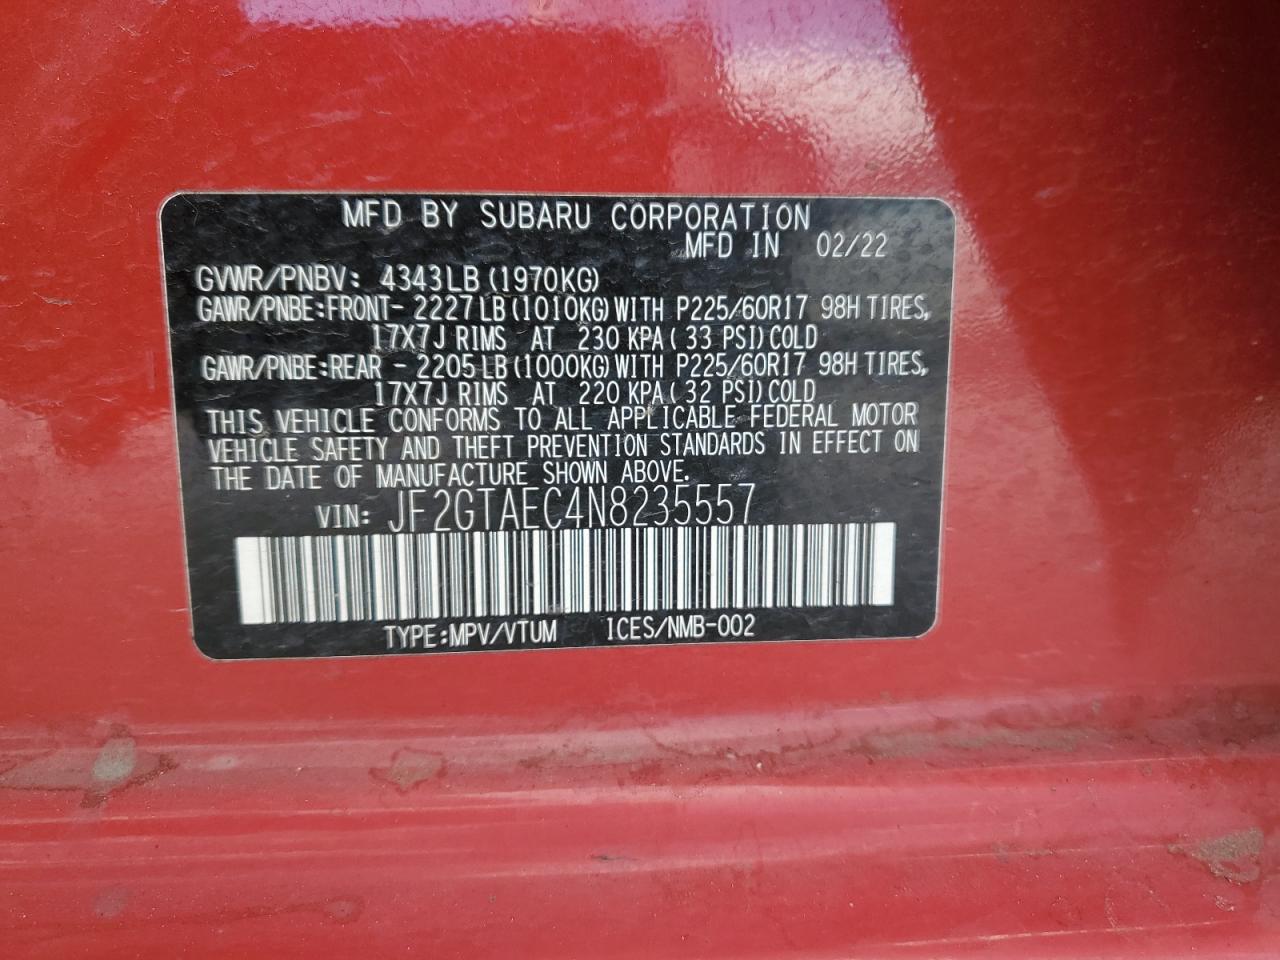 MFD BY SUBARU CORPORATION
MFD IN 02/22
GVWR/PNBV: 4343LB (1970KG)
GAWR/PNBE:FRONT- 2227LB (1010KG) WITH P225/60R17 98H TIRES,
17X7J RIMS AT 230 KPA( 33 PSI) COLD
GAWR/PNBE:REAR - 2205LB (1000KG) WITH P225/60R17 98H TIRES,
17X7J RIMS AT 220 KPA( 32 PSI) COLD
THIS VEHICLE CONFORMS TO ALL APPLICABLE FEDERAL MOTOR
VEHICLE SAFETY AND THEFT PREVENTION STANDARDS IN EFFECT ON
THE DATE OF MANUFACTURE SHOWN ABOVE.
VIN: JF2GTAEC4N8235557
TYPE:MPV/VTUM ICES/NMB-002